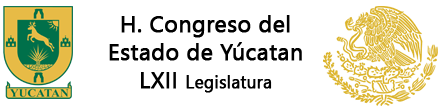 H. Congreso del
Estado de Yúcatan
LXII Legislatura
YUCATAN